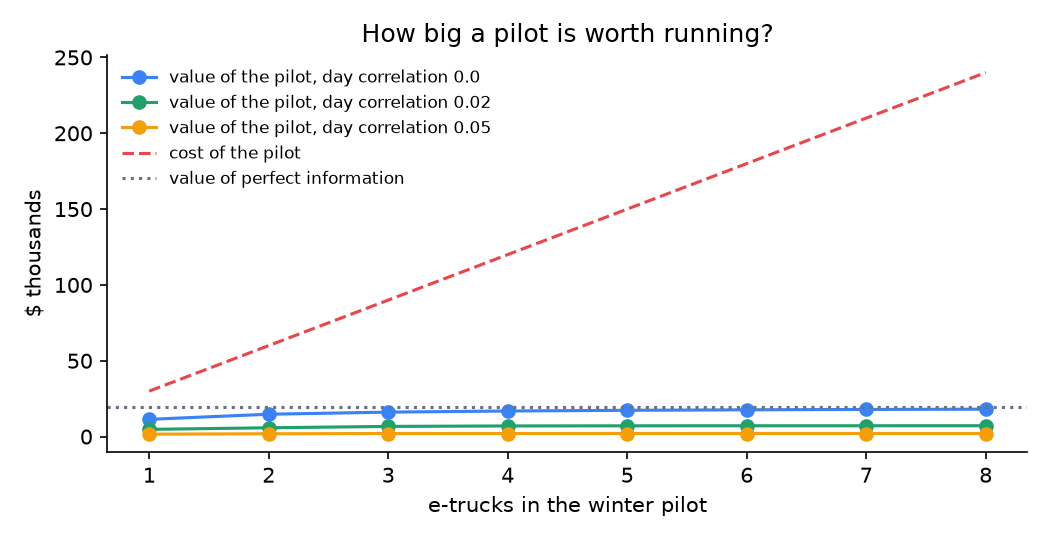 How big a pilot is worth running?
250
200
150
100
50
0
$ thousands
value of the pilot, day correlation 0.0
value of the pilot, day correlation 0.02
value of the pilot, day correlation 0.05
cost of the pilot
value of perfect information
1 2 3 4 5 6 7 8
e-trucks in the winter pilot